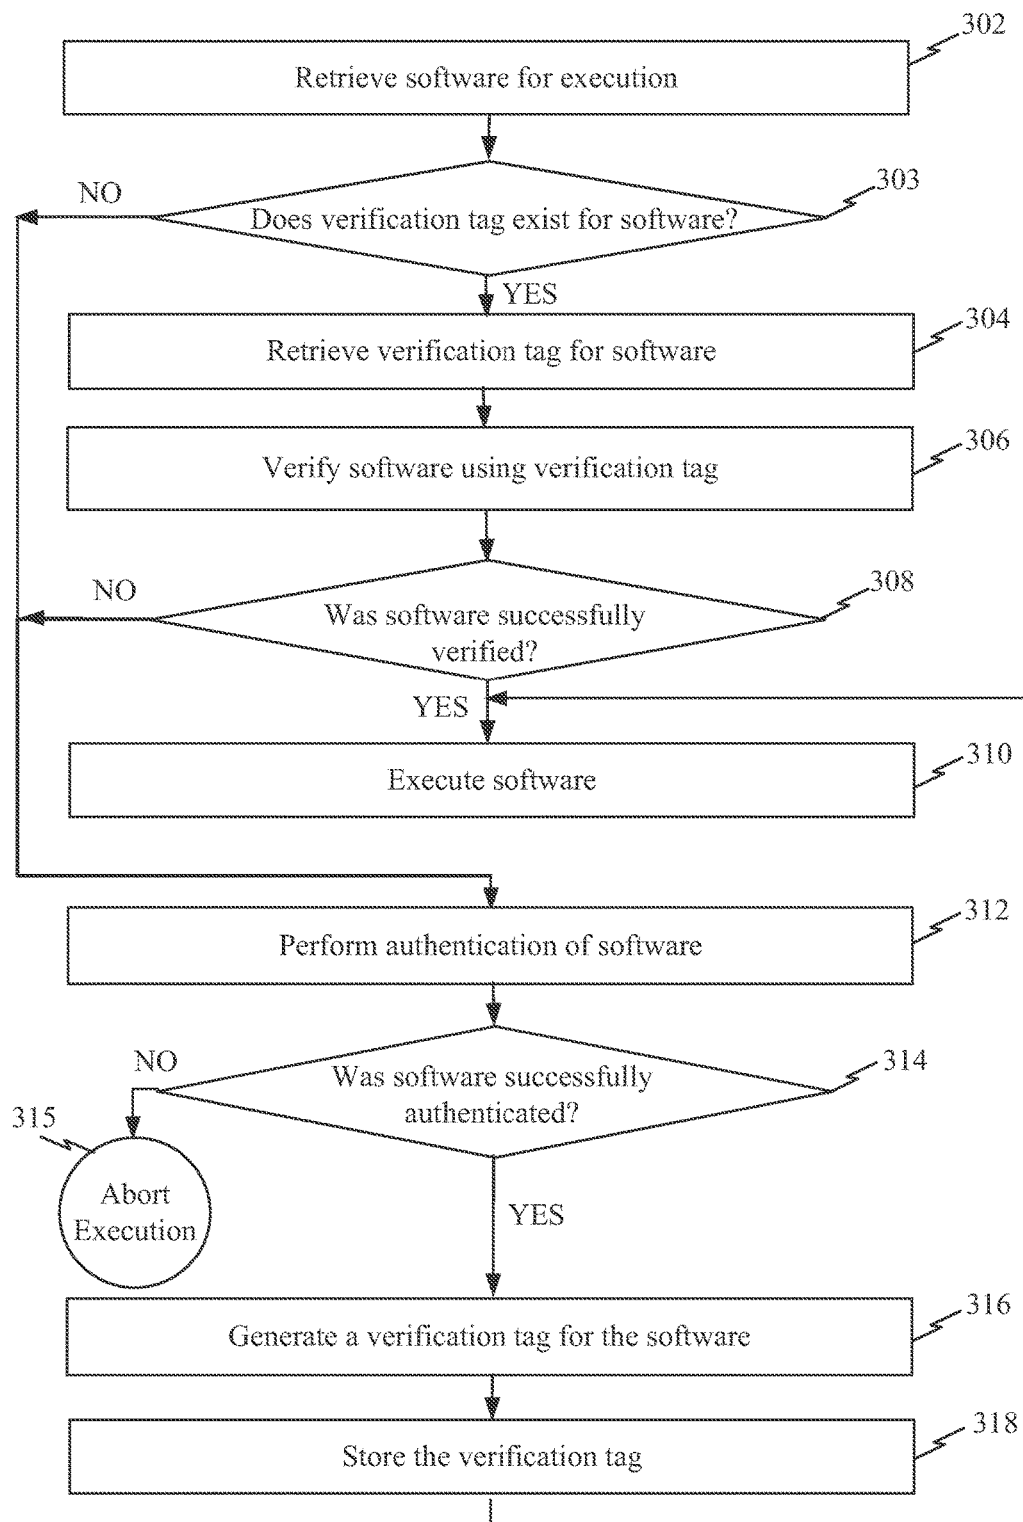 302
Retrieve software for execution
303
NO
Does verification tag exist for software?
YES
304
Retrieve verification tag for software
306
Verify software using verification tag
308
NO
Was software successfully
verified?
YES
310
Execute software
312
Perform authentication of software
314
NO
Was software successfully
authenticated?
315
Abort
Execution
YES
316
Generate a verification tag for the software
318
Store the verification tag